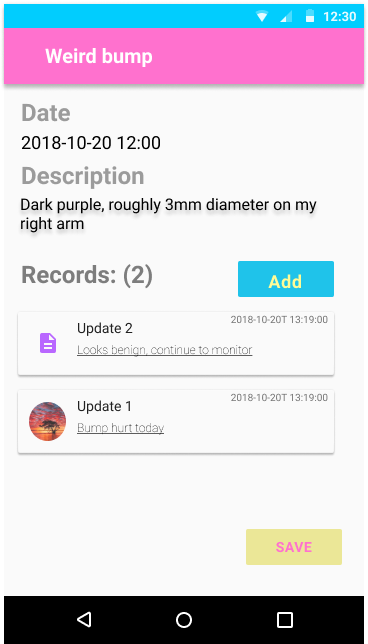 12:30
Weird bump
Date
2018-10-20 12:00
Description
Dark purple, roughly 3mm diameter on my
right arm
Records: (2)
Add
2018-10-20T 13:19:00
Update 2
Looks benign, continue to monitor
2018-10-20T 13:19:00
Update 1
Bump hurt today
SAVE